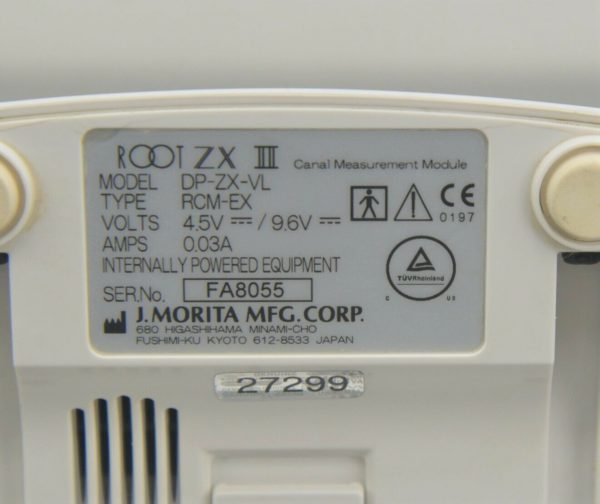 ROOT ZX III Canal Measurement Module
MODEL DP-ZX-VL
TYPE RCM-EX
VOLTS 4.5V ⎓ / 9.6V ⎓
AMPS 0.03A
INTERNALLY POWERED EQUIPMENT
SER.No. FA8055
CE
0197
TÜVRheinland
C US
J.MORITA MFG.CORP.
680 HIGASHIHAMA MINAMI-CHO
FUSHIMI-KU KYOTO 612-8533 JAPAN
27299